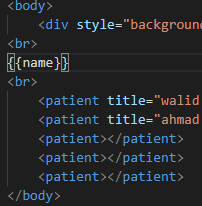 <body>
<div style="background
<br>
{{name}}
<br>
<patient title="walid
<patient title="ahmad
<patient></patient>
<patient></patient>
<patient></patient>
</body>